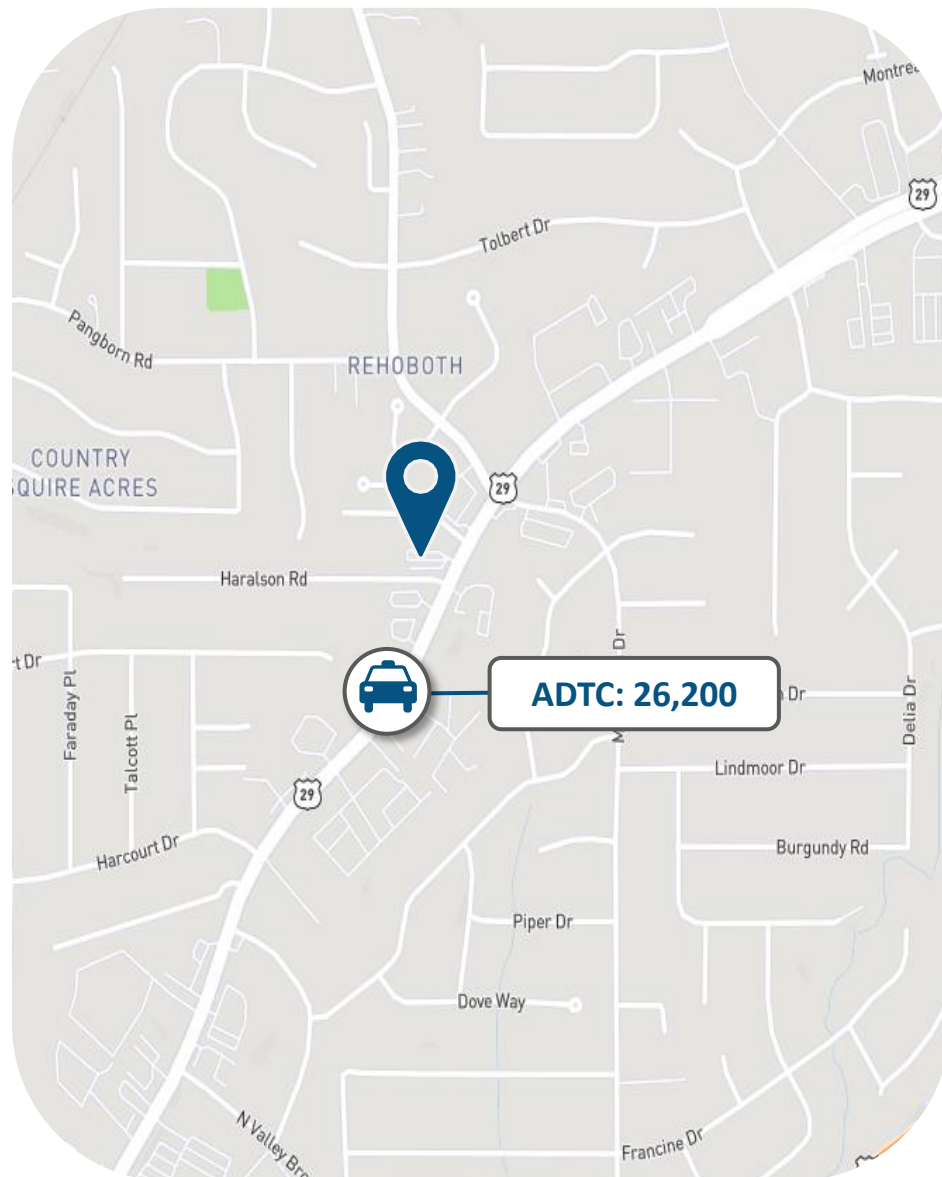 Montrea
29
Tolbert Dr
Pangborn Rd
REHOBOTH
COUNTRY
QUIRE ACRES
29
Haralson Rd
rt Dr
Faraday Pl
Talcott Pl
Dr
ADTC: 26,200
Dr
Delia Dr
M
Lindmoor Dr
29
Harcourt Dr
Burgundy Rd
Piper Dr
Dove Way
N Valley Bro
Francine Dr